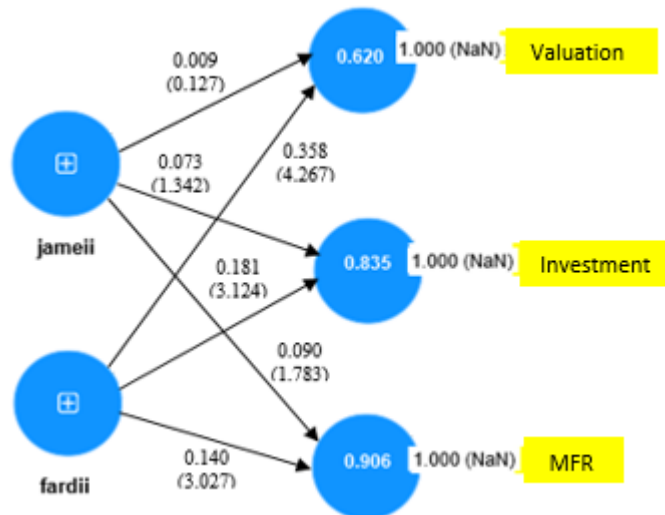 0.009
(0.127)
0.620
1.000 (NaN)
Valuation
0.358
(4.267)
0.073
(1.342)
jameii
0.835
1.000 (NaN)
Investment
0.181
(3.124)
0.090
(1.783)
fardii
0.140
(3.027)
0.906
1.000 (NaN)
MFR